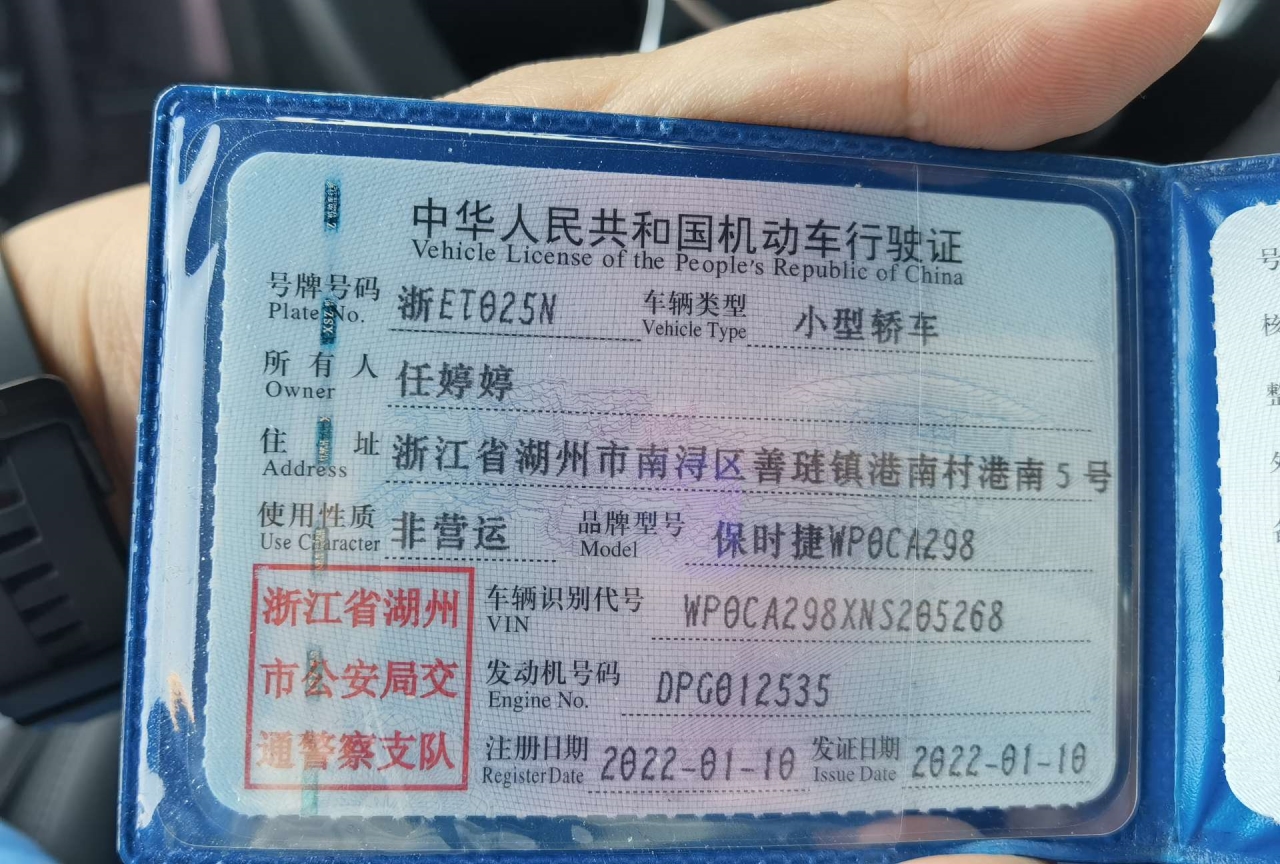 中华人民共和国机动车行驶证
Vehicle License of the People's Republic of China
号牌号码 浙ET025N 车辆类型 小型轿车
Plate No. Vehicle Type
所有人 任婷婷
Owner
住址 浙江省湖州市南浔区善琏镇港南村港南5号
Address
使用性质 非营运 品牌型号 保时捷WP0CA298
Use Character Model
浙江省湖州
市公安局交
通警察支队
车辆识别代号 WP0CA298XNS205268
VIN
发动机号码 DPG012535
Engine No.
注册日期 2022-01-10 发证日期 2022-01-10
Register Date Issue Date
号
核
整